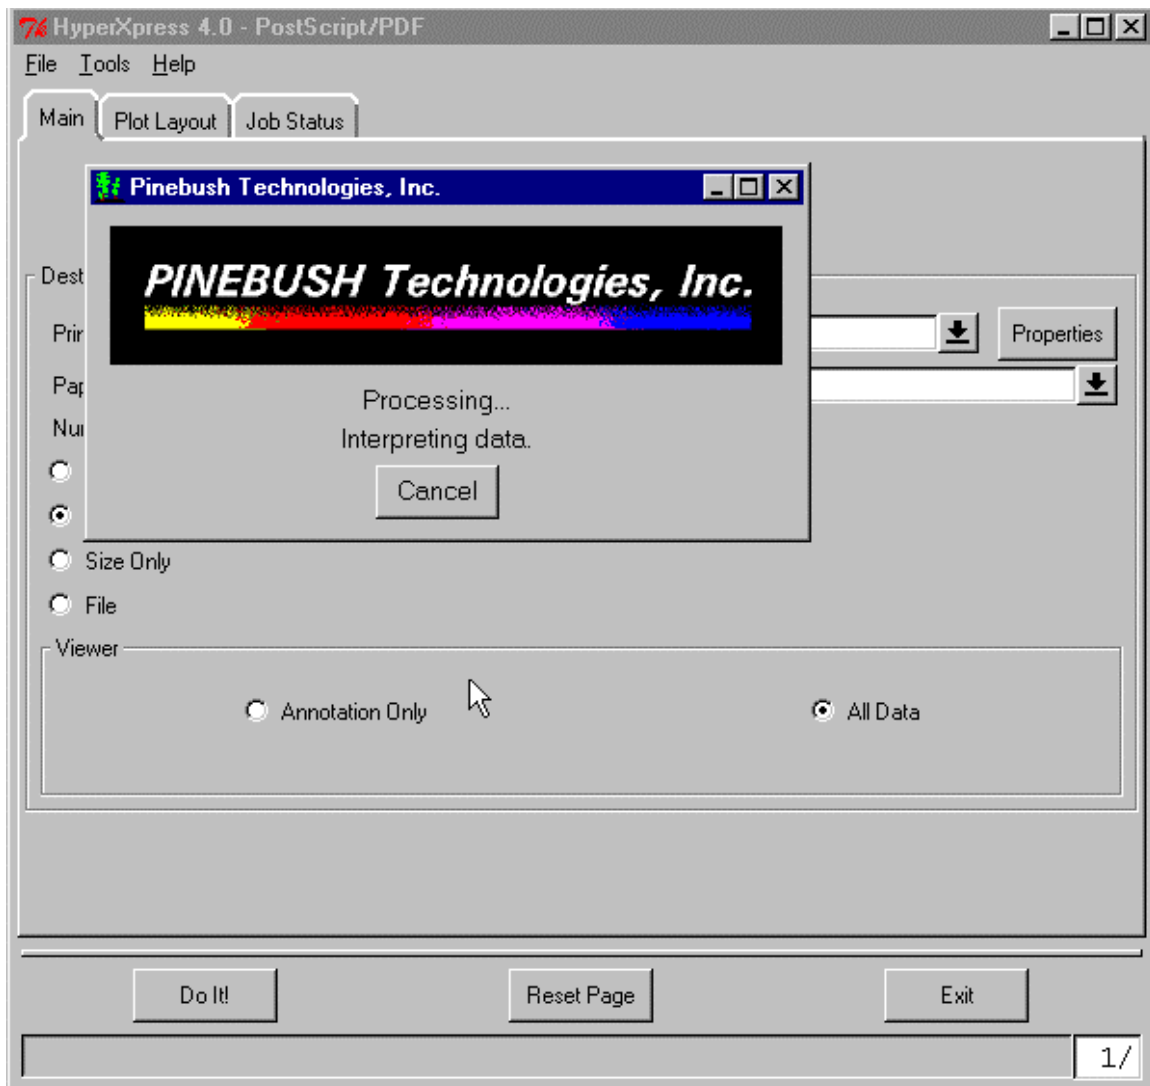 HyperXpress 4.0 - PostScript/PDF
File Tools Help
Main Plot Layout Job Status
Pinebush Technologies, Inc.
PINEBUSH Technologies, Inc.
Dest
Prin
Properties
Pap
Processing...
Num
Interpreting data.
Cancel
Size Only
File
Viewer
Annotation Only All Data
Do It! Reset Page Exit
1/